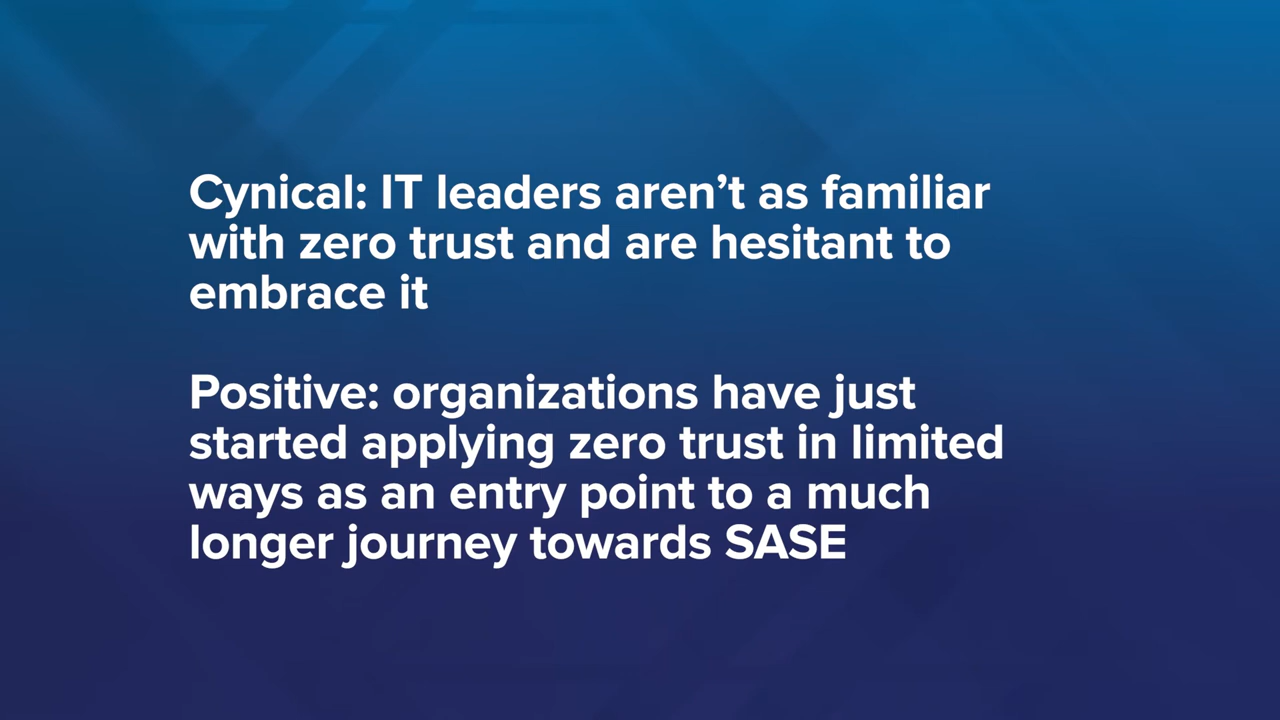 Cynical: IT leaders aren’t as familiar
with zero trust and are hesitant to
embrace it
Positive: organizations have just
started applying zero trust in limited
ways as an entry point to a much
longer journey towards SASE